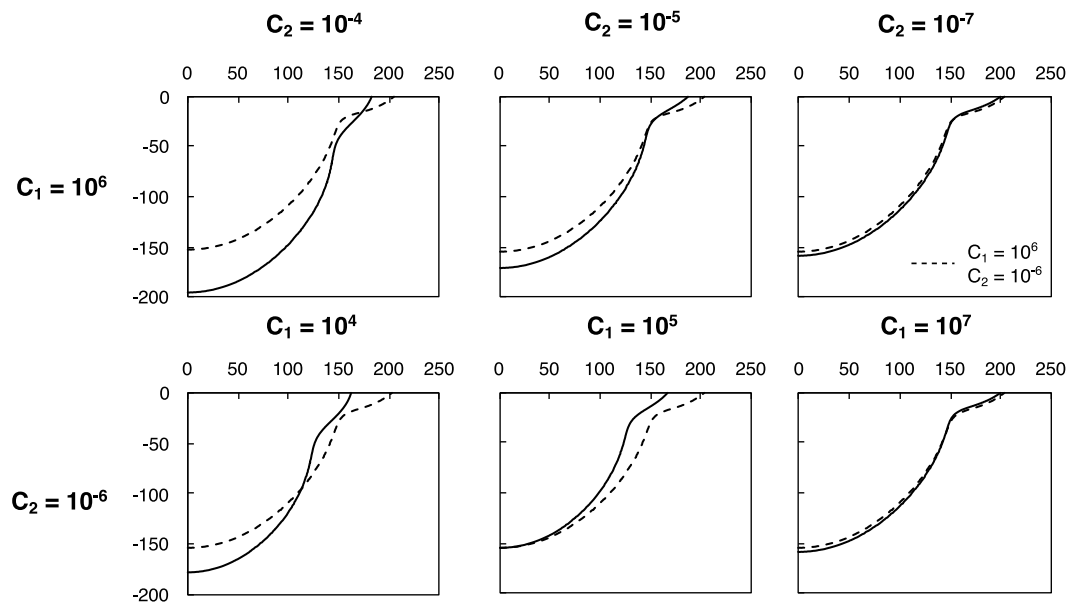 C₂ = 10⁻⁴
C₂ = 10⁻⁵
C₂ = 10⁻⁷
0 50 100 150 200 250
0 50 100 150 200 250
0 50 100 150 200 250
0
-50
C₁ = 10⁶
-100
-150
-200
C₁ = 10⁶
C₂ = 10⁻⁶
C₁ = 10⁴
C₁ = 10⁵
C₁ = 10⁷
0 50 100 150 200 250
0 50 100 150 200 250
0 50 100 150 200 250
0
-50
C₂ = 10⁻⁶
-100
-150
-200